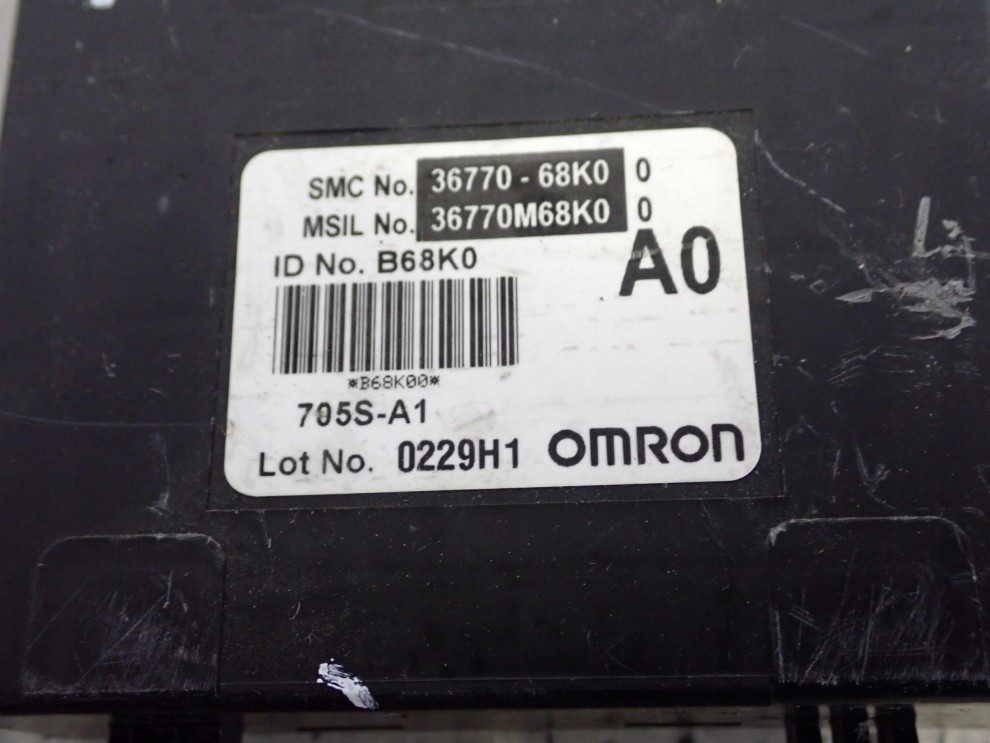 SMC No. 36770-68K0 0
MSIL No. 36770M68K0 0
ID No. B68K0 A0
*B68K00*
705S-A1
Lot No. 0229H1 OMRON